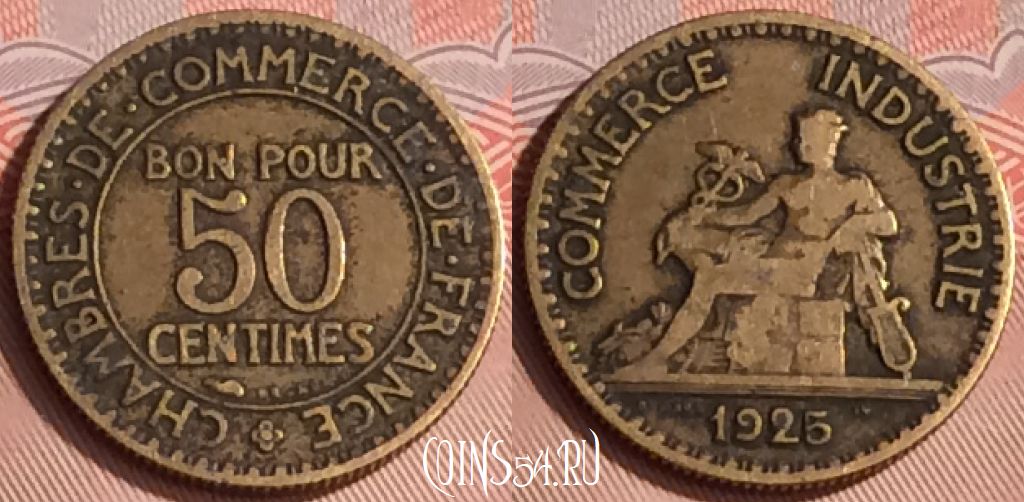 CHAMBRES · DE · COMMERCE · DE · FRANCE
BON POUR
50
CENTIMES
COMMERCE INDUSTRIE
1925
COINS54.RU